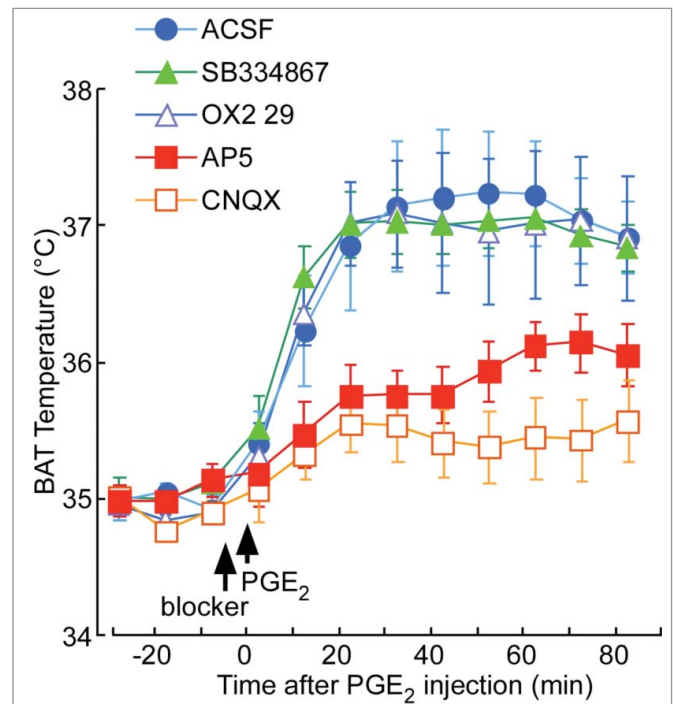 ACSF
SB334867
OX2 29
AP5
CNQX
38
37
36
35
34
BAT Temperature (°C)
PGE₂
blocker
-20 0 20 40 60 80
Time after PGE₂ injection (min)